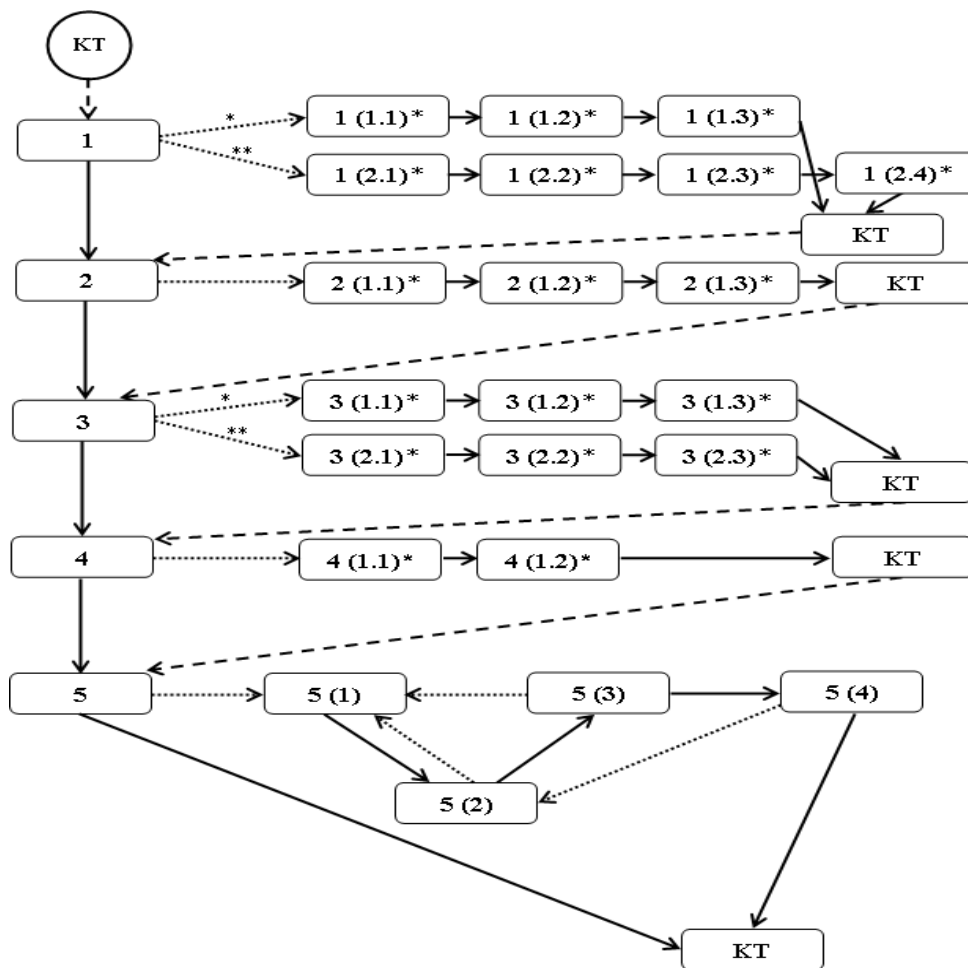 KT
* 1 (1.1)* 1 (1.2)* 1 (1.3)*
1
** 1 (2.1)* 1 (2.2)* 1 (2.3)* 1 (2.4)*
KT
2 2 (1.1)* 2 (1.2)* 2 (1.3)* KT
* 3 (1.1)* 3 (1.2)* 3 (1.3)*
3
** 3 (2.1)* 3 (2.2)* 3 (2.3)*
KT
4 4 (1.1)* 4 (1.2)* KT
5 5 (1) 5 (3) 5 (4)
5 (2)
KT